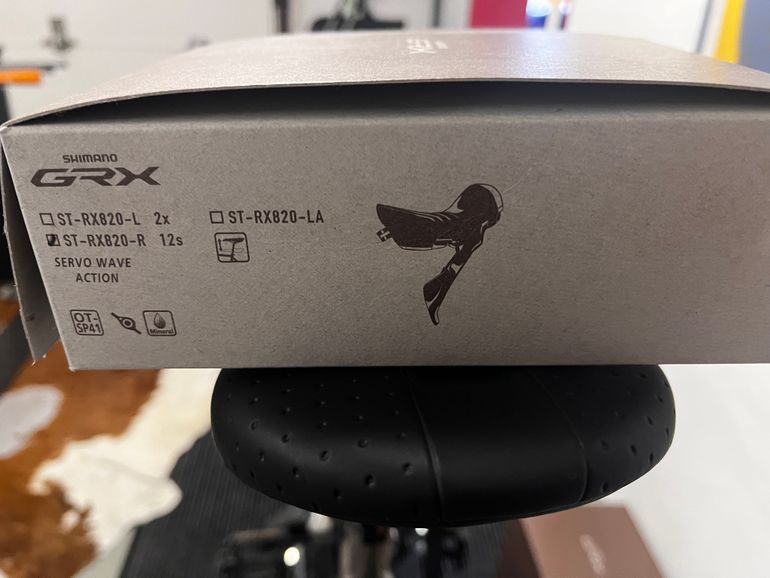 SHIMANO
GRX
ST-RX820-L 2x
ST-RX820-LA
ST-RX820-R 12s
SERVO WAVE
ACTION
OT-
SP41
Mineral